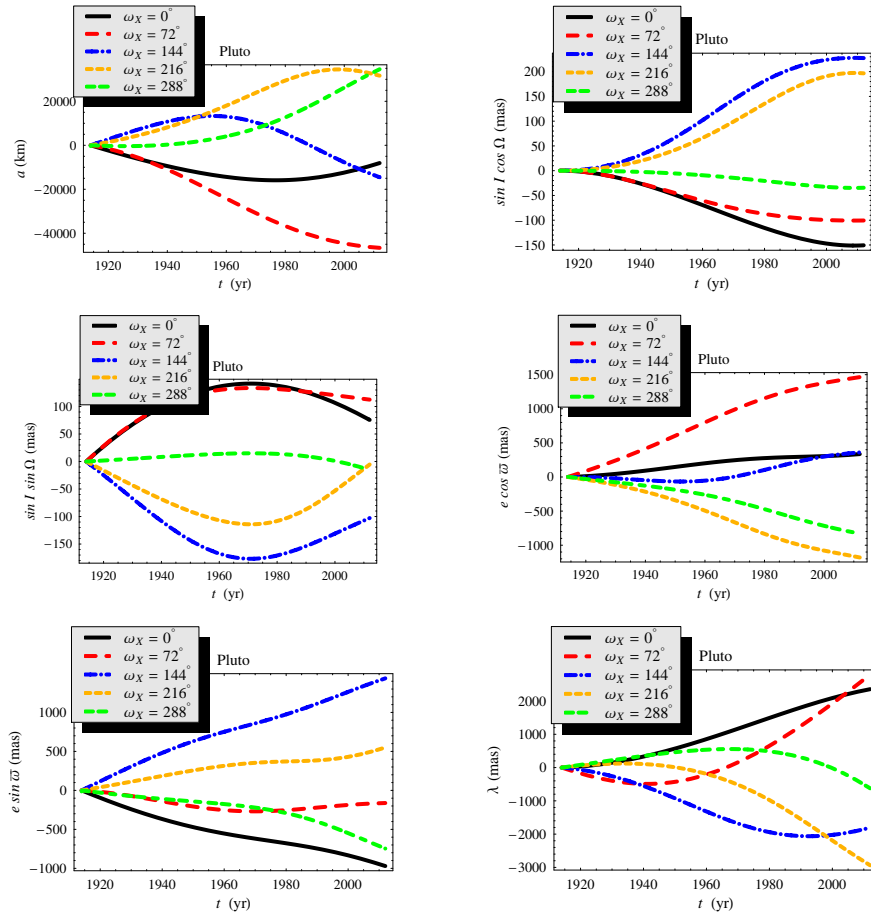 ω_X = 0°
ω_X = 72°
ω_X = 144°
ω_X = 216°
ω_X = 288°
Pluto
20000
0
−20000
−40000
a (km)
1920 1940 1960 1980 2000
t (yr)
ω_X = 0°
ω_X = 72°
ω_X = 144°
ω_X = 216°
ω_X = 288°
Pluto
200
150
100
50
0
−50
−100
−150
sin I cos Ω (mas)
1920 1940 1960 1980 2000
t (yr)
ω_X = 0°
ω_X = 72°
ω_X = 144°
ω_X = 216°
ω_X = 288°
Pluto
100
50
0
−50
−100
−150
sin I sin Ω (mas)
1920 1940 1960 1980 2000
t (yr)
ω_X = 0°
ω_X = 72°
ω_X = 144°
ω_X = 216°
ω_X = 288°
Pluto
1500
1000
500
0
−500
−1000
e cos ϖ (mas)
1920 1940 1960 1980 2000
t (yr)
ω_X = 0°
ω_X = 72°
ω_X = 144°
ω_X = 216°
ω_X = 288°
Pluto
1000
500
0
−500
−1000
e sin ϖ (mas)
1920 1940 1960 1980 2000
t (yr)
ω_X = 0°
ω_X = 72°
ω_X = 144°
ω_X = 216°
ω_X = 288°
Pluto
2000
1000
0
−1000
−2000
−3000
λ (mas)
1920 1940 1960 1980 2000
t (yr)